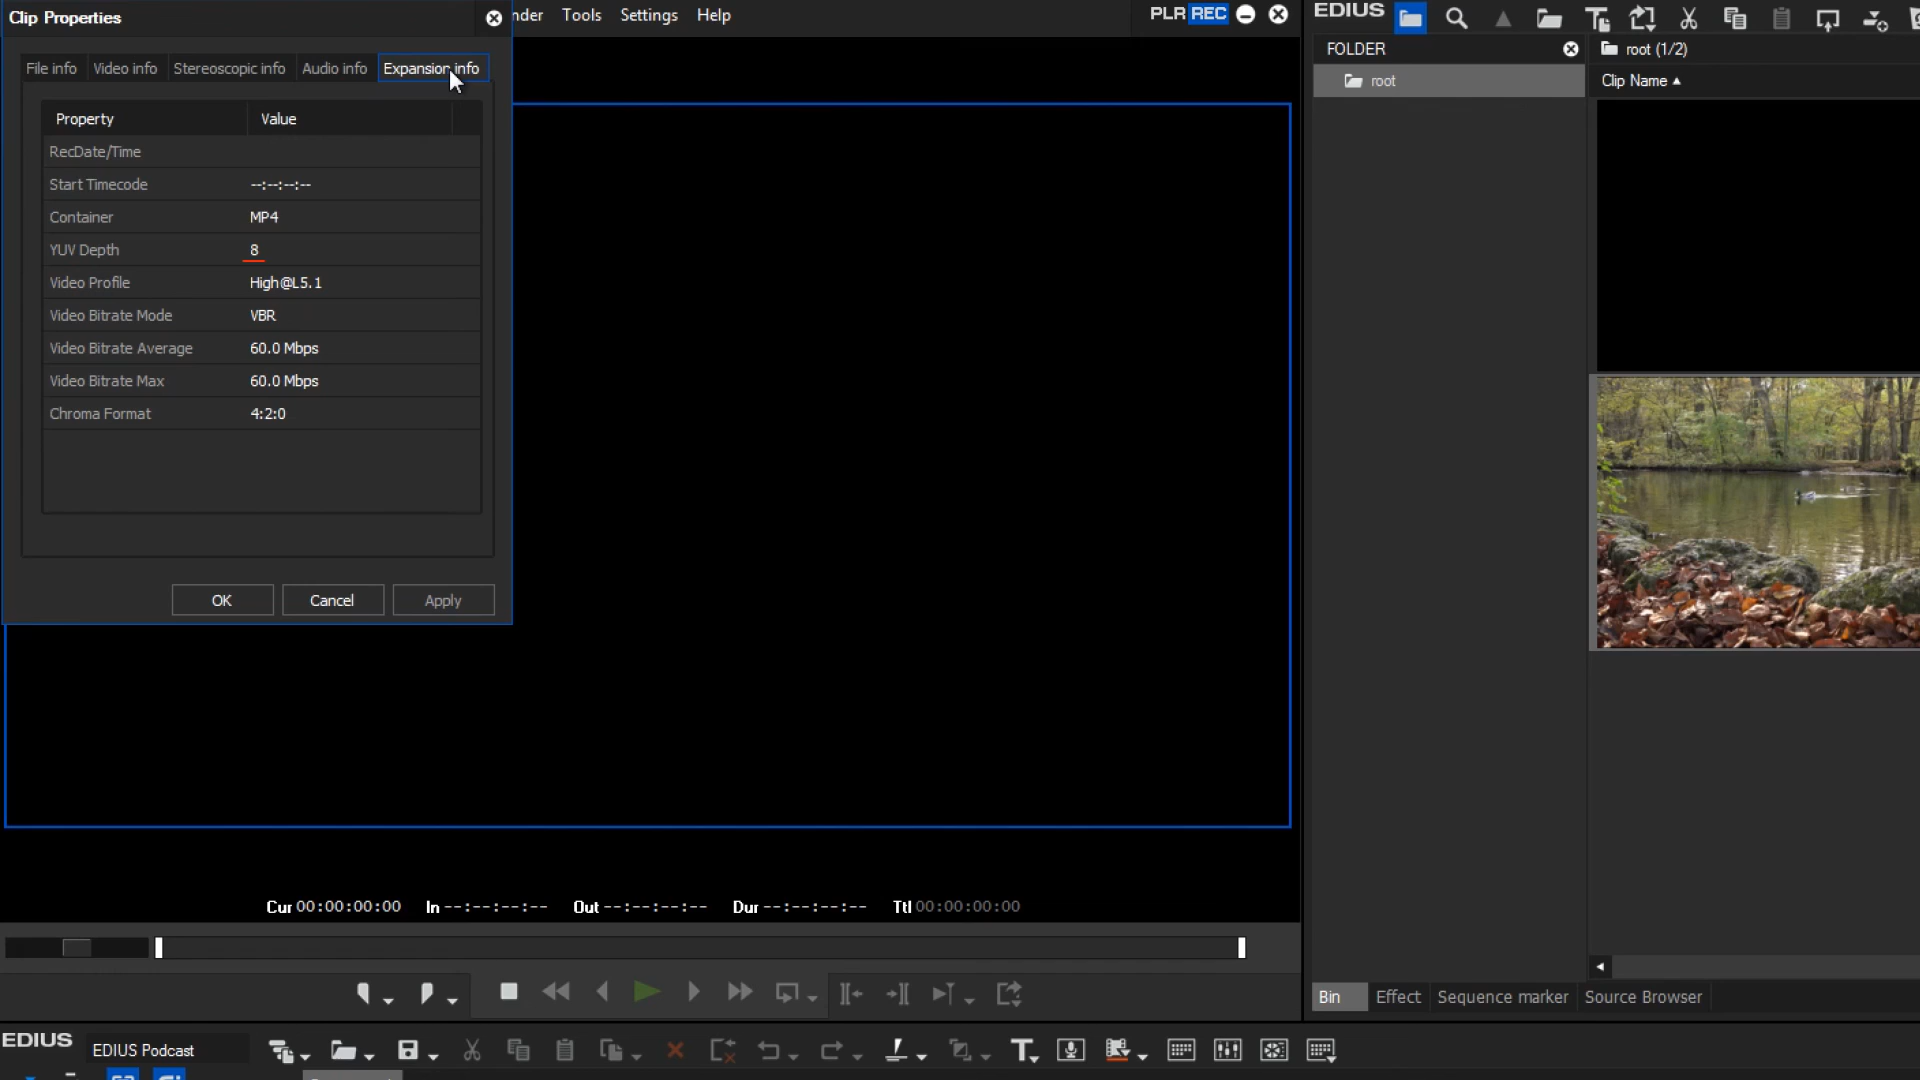 Clip Properties
nder Tools Settings Help
PLR REC
EDIUS
File info Video info Stereoscopic info Audio info Expansion info
FOLDER
root (1/2)
root
Clip Name
Property Value
RecDate/Time
Start Timecode --:--:--:--
Container MP4
YUV Depth 8
Video Profile High@L5.1
Video Bitrate Mode VBR
Video Bitrate Average 60.0 Mbps
Video Bitrate Max 60.0 Mbps
Chroma Format 4:2:0
OK Cancel Apply
Cur 00:00:00:00 In --:--:--:-- Out --:--:--:-- Dur --:--:--:-- Ttl 00:00:00:00
Bin Effect Sequence marker Source Browser
EDIUS EDIUS Podcast